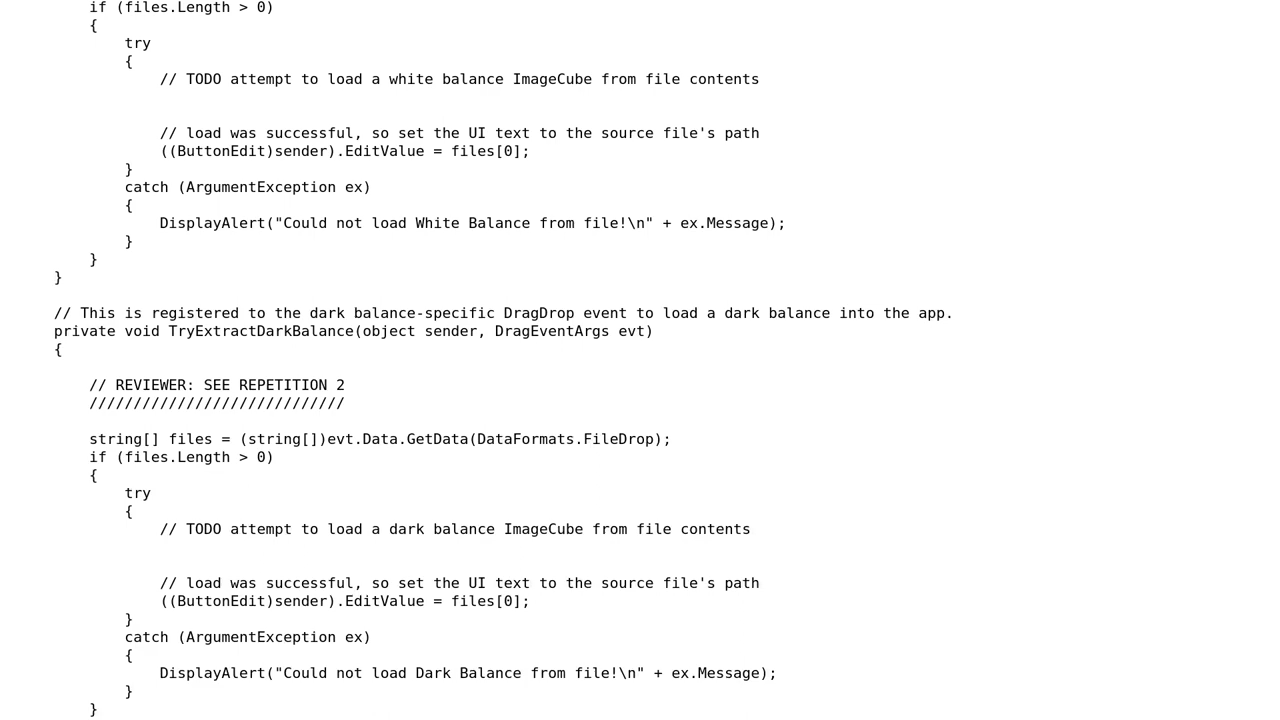 if (files.Length > 0)
{
try
{
// TODO attempt to load a white balance ImageCube from file contents
// load was successful, so set the UI text to the source file's path
((ButtonEdit)sender).EditValue = files[0];
}
catch (ArgumentException ex)
{
DisplayAlert("Could not load White Balance from file!\n" + ex.Message);
}
}
}
// This is registered to the dark balance-specific DragDrop event to load a dark balance into the app.
private void TryExtractDarkBalance(object sender, DragEventArgs evt)
{
// REVIEWER: SEE REPETITION 2
/////////////////////////////
string[] files = (string[])evt.Data.GetData(DataFormats.FileDrop);
if (files.Length > 0)
{
try
{
// TODO attempt to load a dark balance ImageCube from file contents
// load was successful, so set the UI text to the source file's path
((ButtonEdit)sender).EditValue = files[0];
}
catch (ArgumentException ex)
{
DisplayAlert("Could not load Dark Balance from file!\n" + ex.Message);
}
}